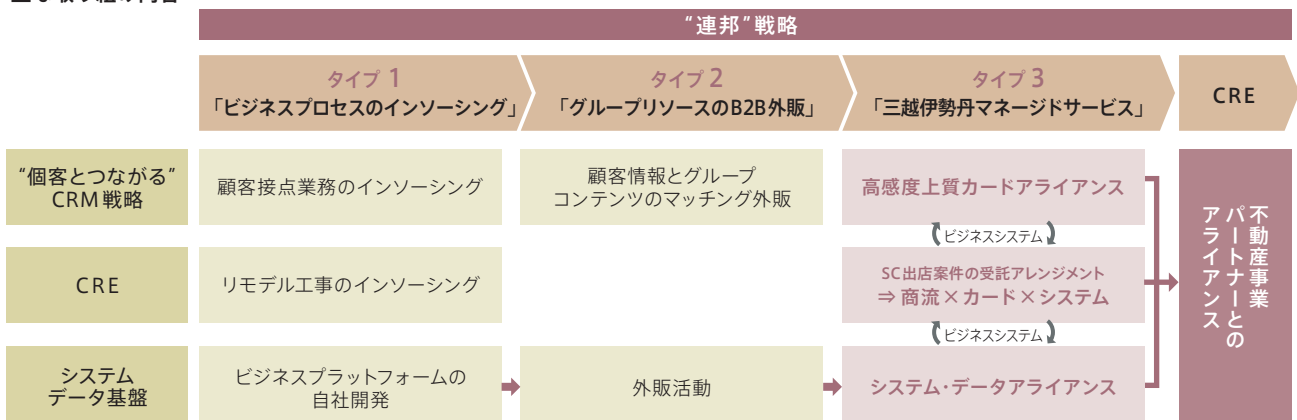 “連邦”戦略
タイプ 1
「ビジネスプロセスのインソーシング」
タイプ 2
「グループリソースのB2B外販」
タイプ 3
「三越伊勢丹マネージドサービス」
CRE
“個客とつながる”
CRM戦略
顧客接点業務のインソーシング
顧客情報とグループ
コンテンツのマッチング外販
高感度上質カードアライアンス
ビジネスシステム
CRE
リモデル工事のインソーシング
SC出店案件の受託アレンジメント
⇒ 商流×カード×システム
ビジネスシステム
システム
データ基盤
ビジネスプラットフォームの
自社開発
外販活動
システム・データアライアンス
不動産事業
パートナーとの
アライアンス